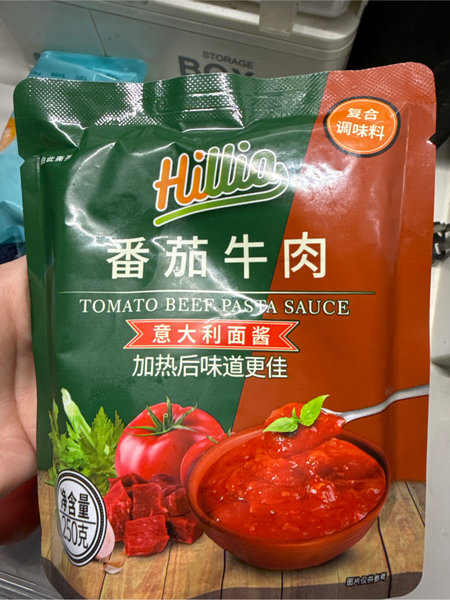 STORAGE
BOX
复合
调味料
Hillio
番茄牛肉
TOMATO BEEF PASTA SAUCE
意大利面酱
加热后味道更佳
净含量
250克
图片仅供参考